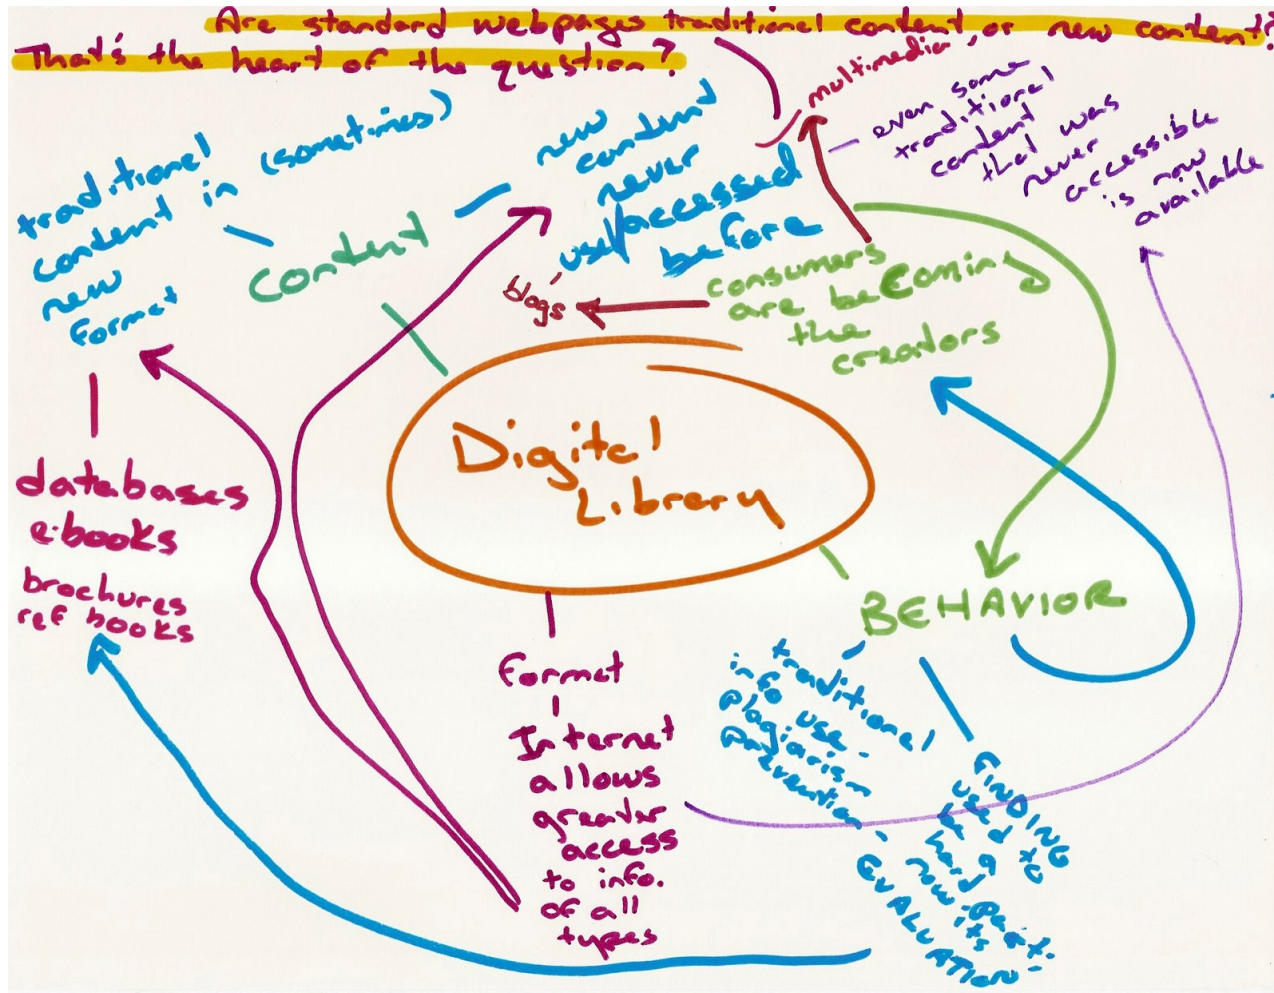 Are standard webpages traditional content, or new content?
That's the heart of the question?
traditional
content in (sometimes)
new
format
Content
new
content
never
used/accessed
before
multimedia
even some
traditional
content
that was
never
accessible
is now
available
blogs
consumers
are becoming
the
creators
Digital
Library
databases
e-books
brochures
ref books
format
Internet
allows
greater
access
to info.
of all
types
BEHAVIOR
traditional
info use -
plagiarism
FINDING
used to
be a
hard part.
now it's
EVALUATION -